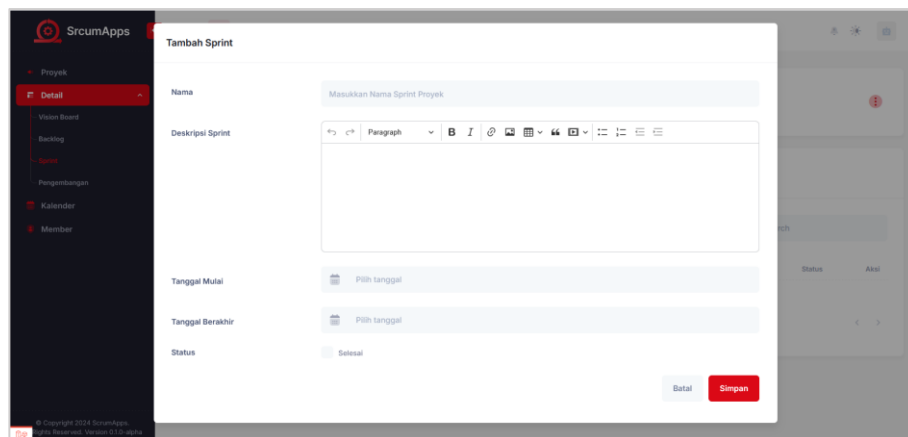 SrcumApps
Proyek
Detail
Vision Board
Backlog
Sprint
Pengembangan
Kalender
Member
© Copyright 2024 ScrumApps.
Rights Reserved. Version 0.1.0-alpha
Tambah Sprint
Nama
Masukkan Nama Sprint Proyek
Deskripsi Sprint
Paragraph
B I
Tanggal Mulai
Pilih tanggal
Tanggal Berakhir
Pilih tanggal
Status
Selesai
Batal
Simpan
rch
Status
Aksi